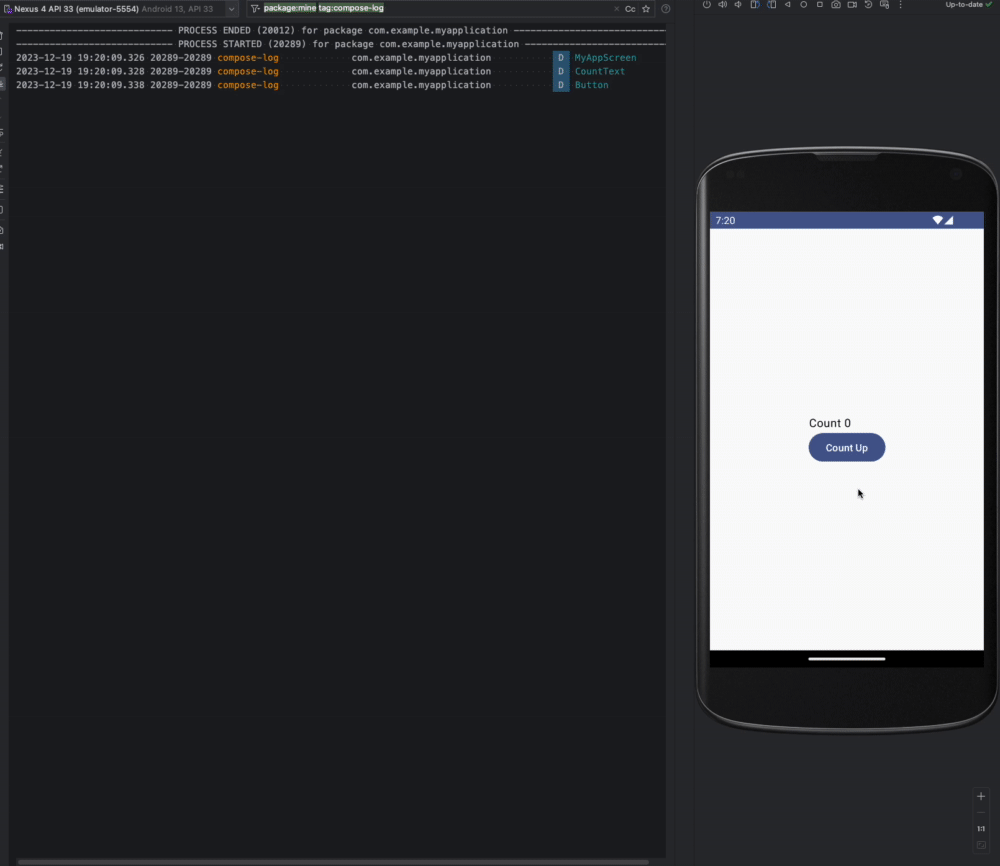 Nexus 4 API 33 (emulator-5554) Android 13, API 33 package:mine tag:compose-log Cc Up-to-date
PROCESS ENDED (20012) for package com.example.myapplication
PROCESS STARTED (20289) for package com.example.myapplication
2023-12-19 19:20:09.326 20289-20289 compose-log com.example.myapplication D MyAppScreen
2023-12-19 19:20:09.328 20289-20289 compose-log com.example.myapplication D CountText
2023-12-19 19:20:09.338 20289-20289 compose-log com.example.myapplication D Button
7:20
Count 0
Count Up
1:1